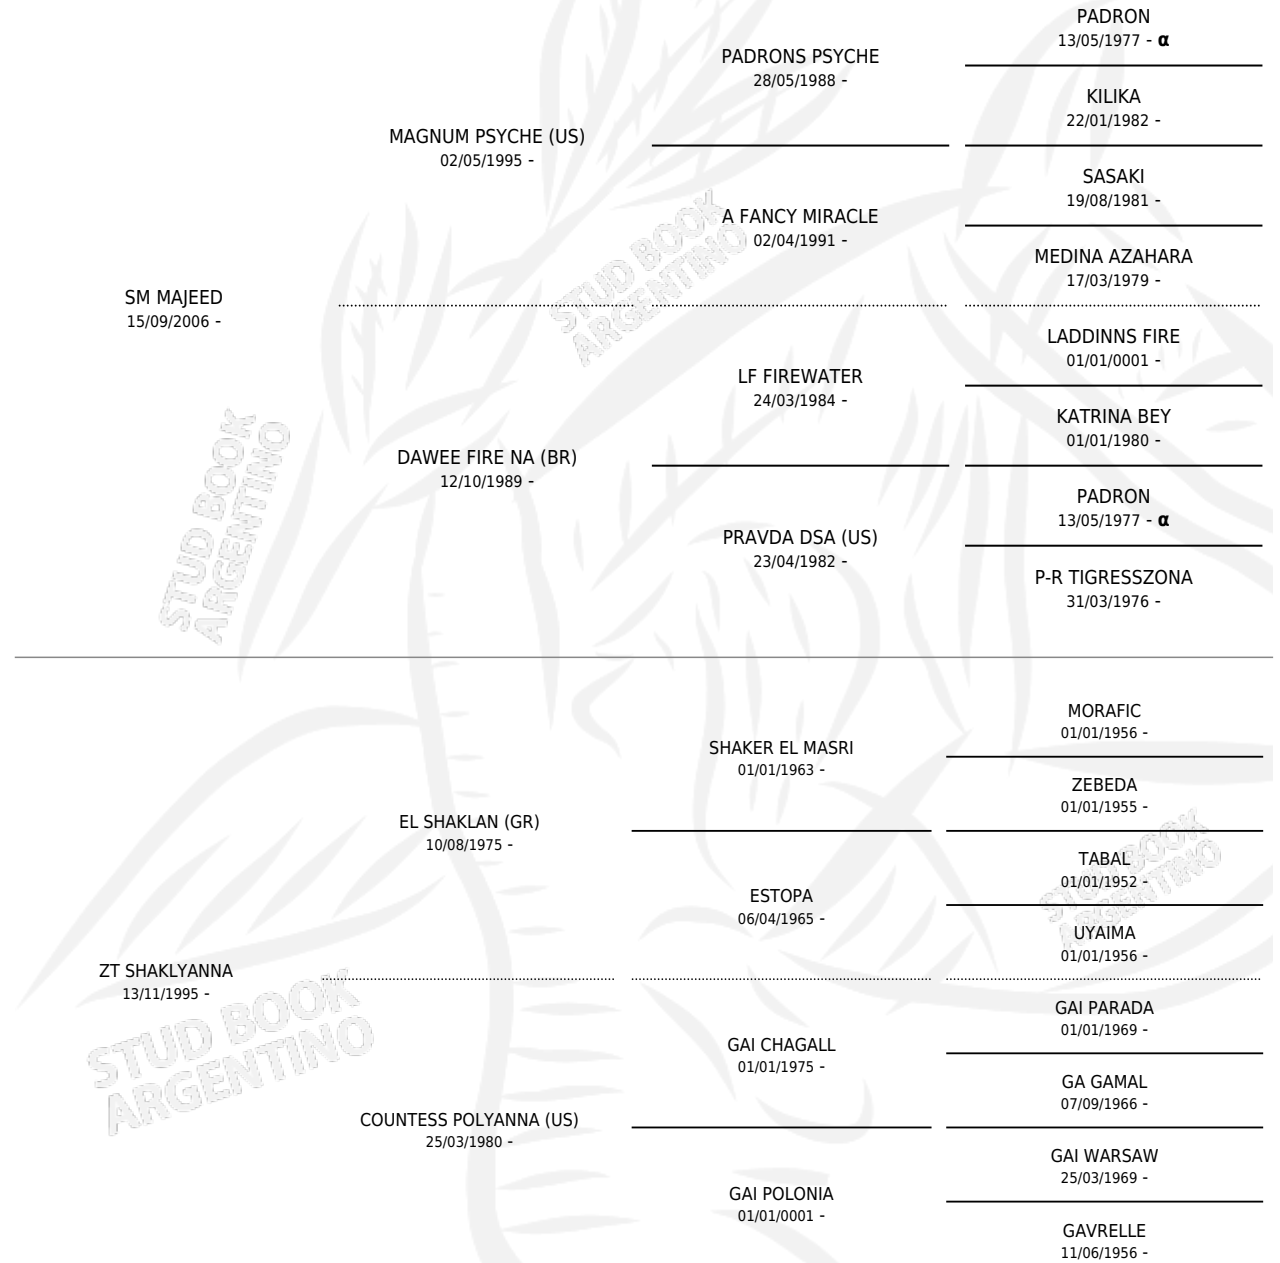 PADRON
13/05/1977 - α
PADRONS PSYCHE
28/05/1988 -
KILIKA
22/01/1982 -
MAGNUM PSYCHE (US)
02/05/1995 -
SASAKI
19/08/1981 -
A FANCY MIRACLE
02/04/1991 -
MEDINA AZAHARA
17/03/1979 -
SM MAJEED
15/09/2006 -
LADDINNS FIRE
01/01/0001 -
LF FIREWATER
24/03/1984 -
KATRINA BEY
01/01/1980 -
DAWEE FIRE NA (BR)
12/10/1989 -
PADRON
13/05/1977 - α
PRAVDA DSA (US)
23/04/1982 -
P-R TIGRESSZONA
31/03/1976 -
MORAFIC
01/01/1956 -
SHAKER EL MASRI
01/01/1963 -
ZEBEDA
01/01/1955 -
EL SHAKLAN (GR)
10/08/1975 -
TABAL
01/01/1952 -
ESTOPA
06/04/1965 -
UYAIMA
01/01/1956 -
ZT SHAKLYANNA
13/11/1995 -
GAI PARADA
01/01/1969 -
GAI CHAGALL
01/01/1975 -
GA GAMAL
07/09/1966 -
COUNTESS POLYANNA (US)
25/03/1980 -
GAI WARSAW
25/03/1969 -
GAI POLONIA
01/01/0001 -
GAVRELLE
11/06/1956 -
STUD BOOK
ARGENTINO
STUD BOOK
ARGENTINO
STUD BOOK
ARGENTINO
STUD BOOK
ARGENTINO